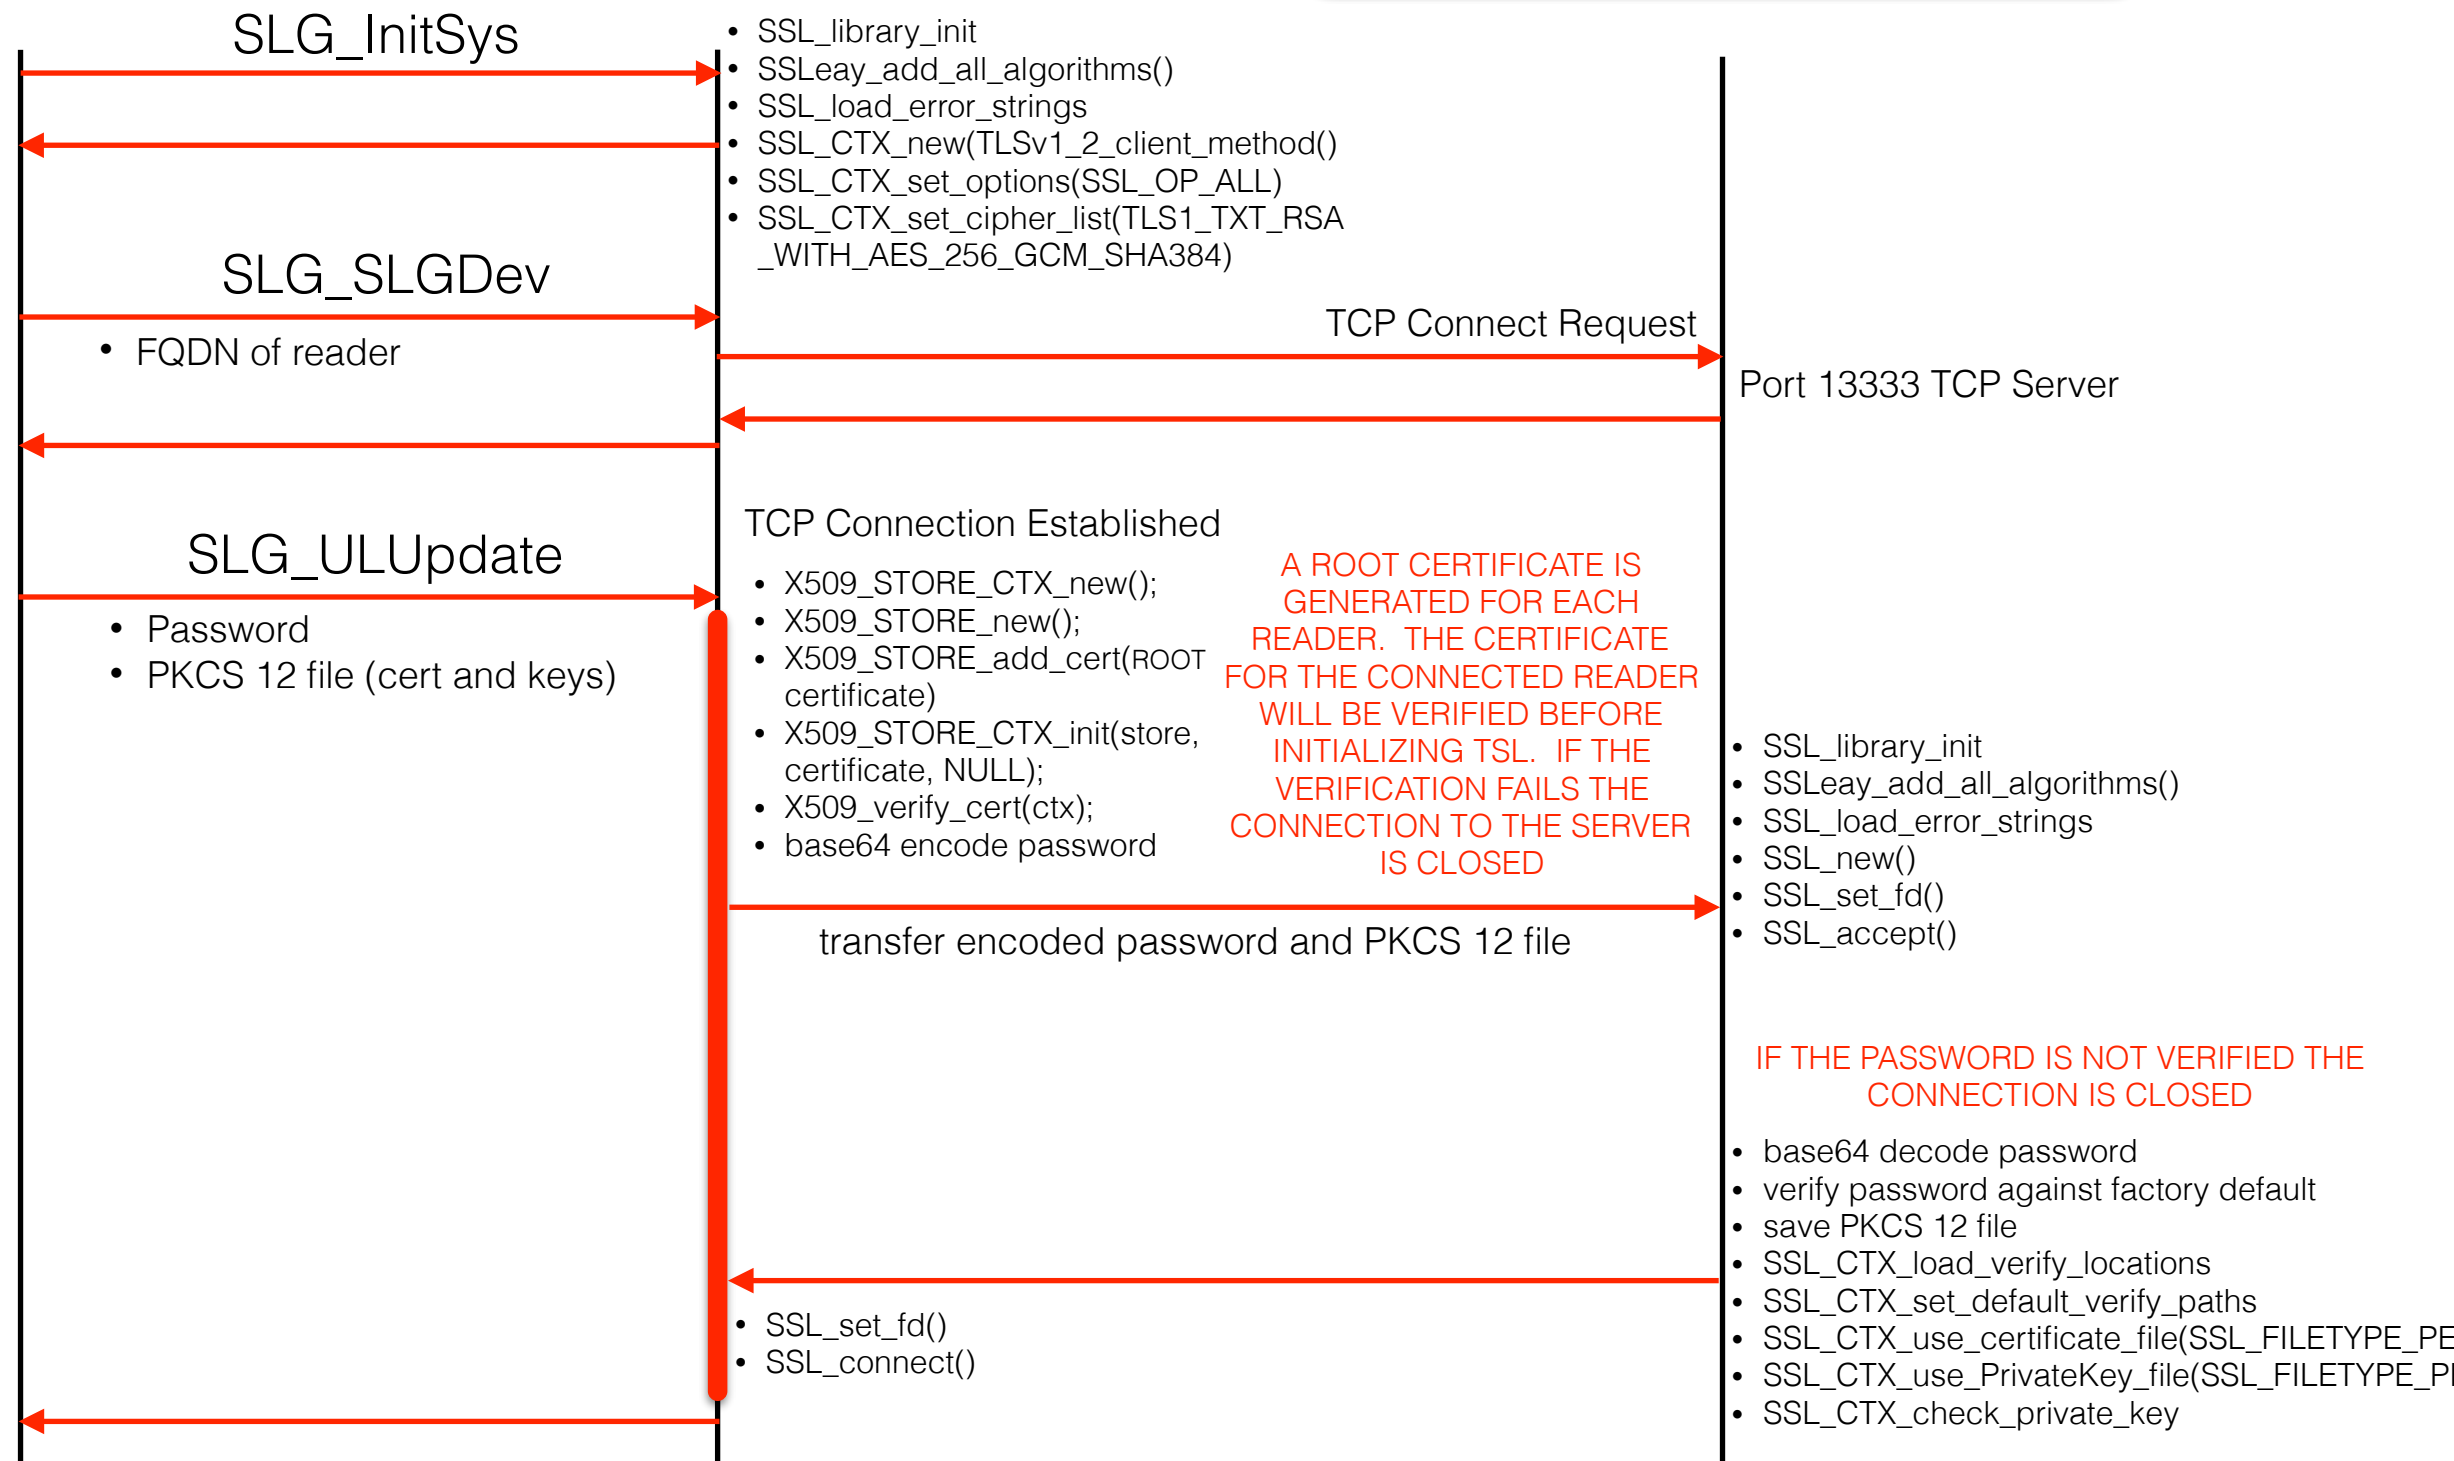 SLG_InitSys
• SSL_library_init
• SSLeay_add_all_algorithms()
• SSL_load_error_strings
• SSL_CTX_new(TLSv1_2_client_method()
• SSL_CTX_set_options(SSL_OP_ALL)
• SSL_CTX_set_cipher_list(TLS1_TXT_RSA
_WITH_AES_256_GCM_SHA384)
SLG_SLGDev
• FQDN of reader
TCP Connect Request
Port 13333 TCP Server
TCP Connection Established
SLG_ULUpdate
• Password
• PKCS 12 file (cert and keys)
• X509_STORE_CTX_new();
• X509_STORE_new();
• X509_STORE_add_cert(ROOT
certificate)
• X509_STORE_CTX_init(store,
certificate, NULL);
• X509_verify_cert(ctx);
• base64 encode password
A ROOT CERTIFICATE IS
GENERATED FOR EACH
READER. THE CERTIFICATE
FOR THE CONNECTED READER
WILL BE VERIFIED BEFORE
INITIALIZING TSL. IF THE
VERIFICATION FAILS THE
CONNECTION TO THE SERVER
IS CLOSED
• SSL_library_init
• SSLeay_add_all_algorithms()
• SSL_load_error_strings
• SSL_new()
• SSL_set_fd()
• SSL_accept()
transfer encoded password and PKCS 12 file
IF THE PASSWORD IS NOT VERIFIED THE
CONNECTION IS CLOSED
• base64 decode password
• verify password against factory default
• save PKCS 12 file
• SSL_CTX_load_verify_locations
• SSL_CTX_set_default_verify_paths
• SSL_CTX_use_certificate_file(SSL_FILETYPE_PE
• SSL_CTX_use_PrivateKey_file(SSL_FILETYPE_P
• SSL_CTX_check_private_key
• SSL_set_fd()
• SSL_connect()